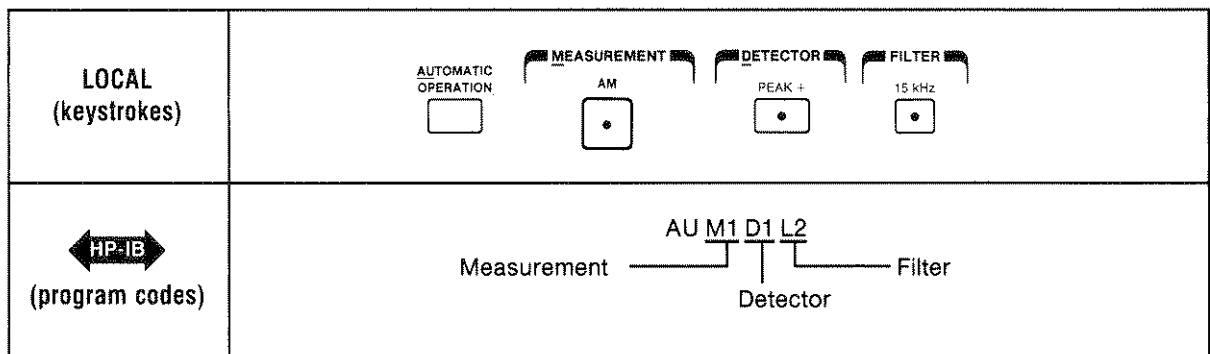 LOCAL
(keystrokes)
AUTOMATIC
OPERATION
MEASUREMENT
AM
DETECTOR
PEAK +
FILTER
15 kHz
HP-IB
(program codes)
AU M1 D1 L2
Measurement
Filter
Detector